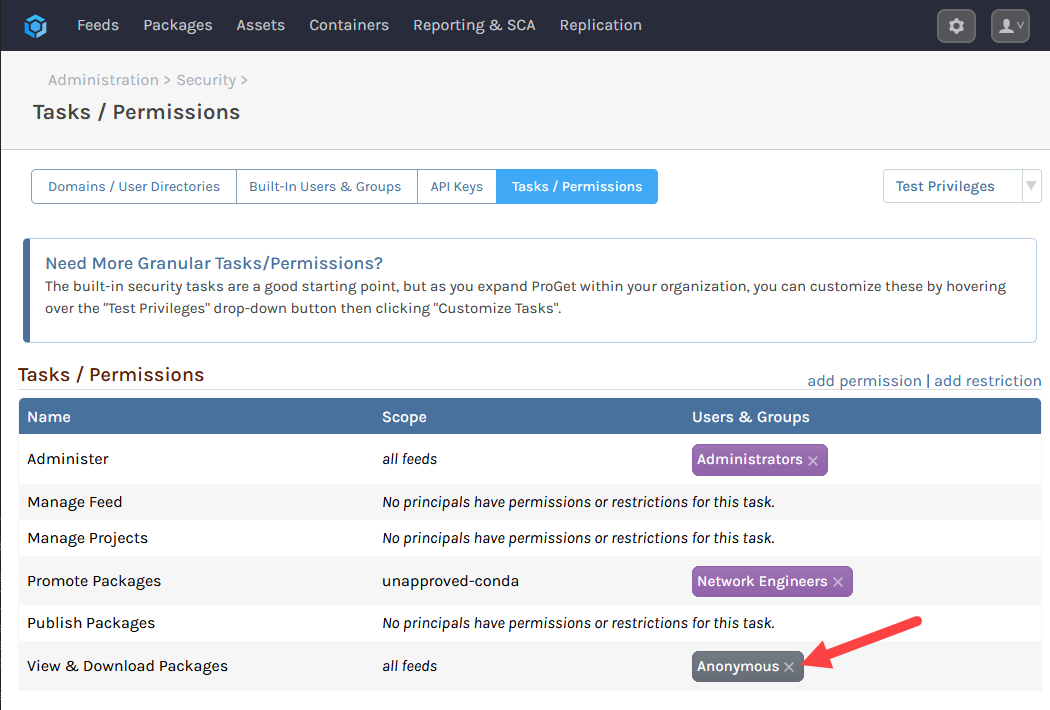 Feeds Packages Assets Containers Reporting & SCA Replication
Administration > Security >
Tasks / Permissions
Domains / User Directories Built-In Users & Groups API Keys Tasks / Permissions Test Privileges
Need More Granular Tasks/Permissions?
The built-in security tasks are a good starting point, but as you expand ProGet within your organization, you can customize these by hovering
over the "Test Privileges" drop-down button then clicking "Customize Tasks".
Tasks / Permissions
add permission | add restriction
Name Scope Users & Groups
Administer all feeds Administrators ×
Manage Feed No principals have permissions or restrictions for this task.
Manage Projects No principals have permissions or restrictions for this task.
Promote Packages unapproved-conda Network Engineers ×
Publish Packages No principals have permissions or restrictions for this task.
View & Download Packages all feeds Anonymous ×